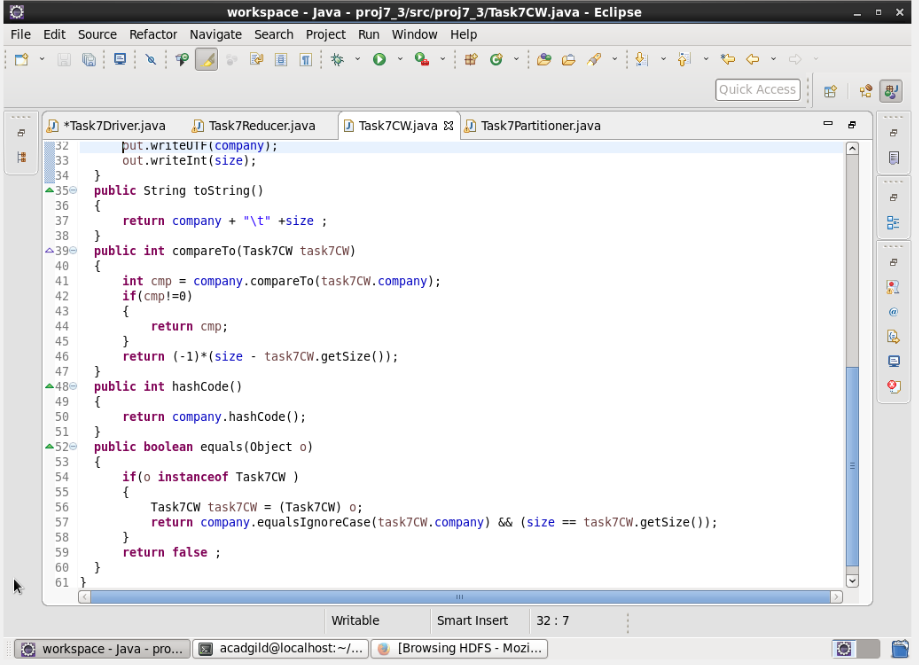 workspace - Java - proj7_3/src/proj7_3/Task7CW.java - Eclipse
File Edit Source Refactor Navigate Search Project Run Window Help
Quick Access
*Task7Driver.java Task7Reducer.java Task7CW.java Task7Partitioner.java
32 out.writeUTF(company);
33 out.writeInt(size);
34 }
35 public String toString()
36 {
37 return company + "\t" +size ;
38 }
39 public int compareTo(Task7CW task7CW)
40 {
41 int cmp = company.compareTo(task7CW.company);
42 if(cmp!=0)
43 {
44 return cmp;
45 }
46 return (-1)*(size - task7CW.getSize());
47 }
48 public int hashCode()
49 {
50 return company.hashCode();
51 }
52 public boolean equals(Object o)
53 {
54 if(o instanceof Task7CW )
55 {
56 Task7CW task7CW = (Task7CW) o;
57 return company.equalsIgnoreCase(task7CW.company) && (size == task7CW.getSize());
58 }
59 return false ;
60 }
61 }
Writable Smart Insert 32 : 7
workspace - Java - pro... acadgild@localhost:~/... [Browsing HDFS - Mozi...